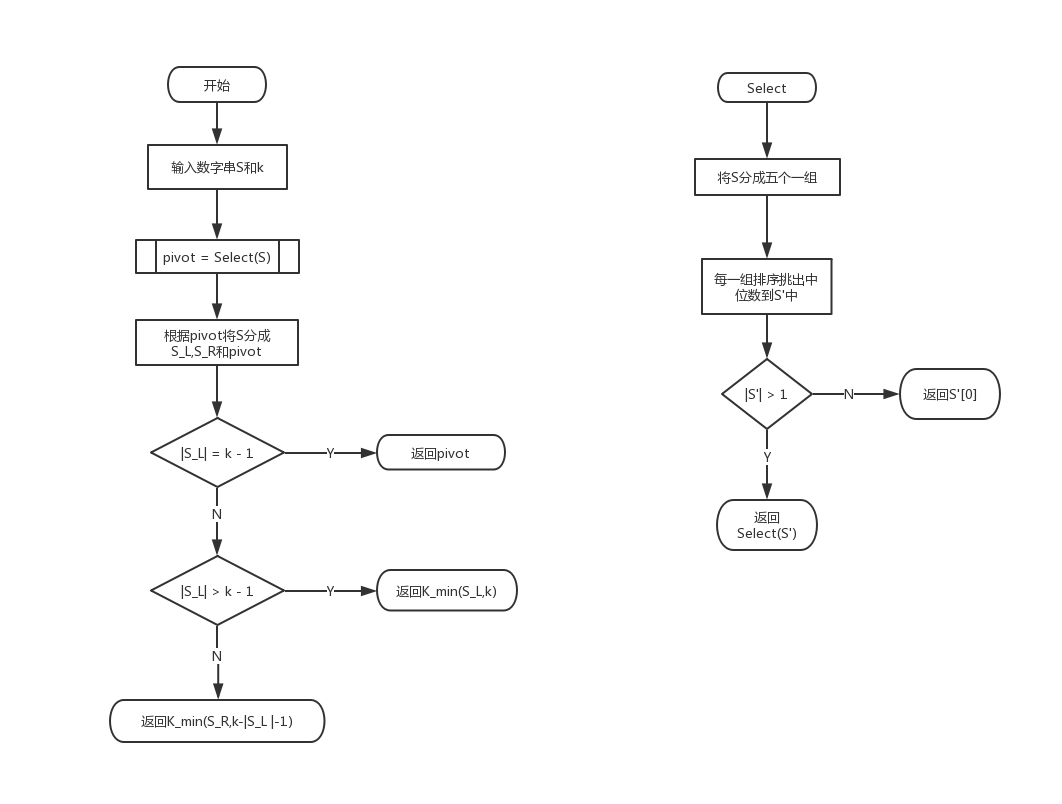 开始
输入数字串S和k
pivot = Select(S)
根据pivot将S分成
S_L,S_R和pivot
|S_L| = k - 1
Y
返回pivot
N
|S_L| > k - 1
Y
返回K_min(S_L,k)
N
返回K_min(S_R,k-|S_L |-1)
Select
将S分成五个一组
每一组排序挑出中
位数到S'中
|S'| > 1
N
返回S'[0]
Y
返回
Select(S')